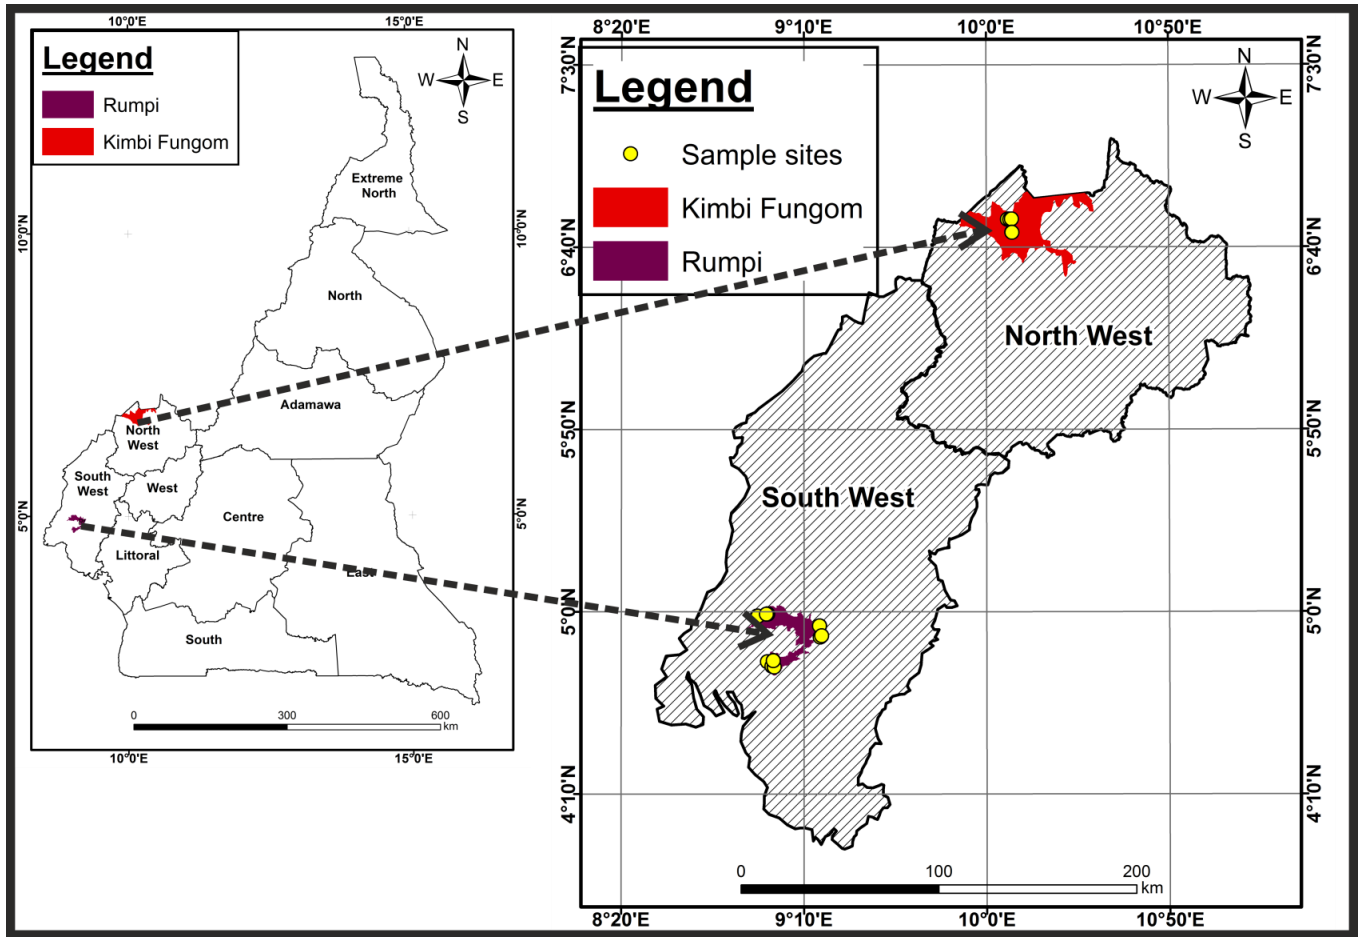 10°0'E
15°0'E
Legend
Rumpi
Kimbi Fungom
N
W
E
S
10°0'N
10°0'N
Extreme
North
North
Adamawa
North
West
South
West
West
Centre
Littoral
East
South
5°0'N
5°0'N
0
300
600
km
10°0'E
15°0'E
8°20'E
9°10'E
10°0'E
10°50'E
Legend
Sample sites
Kimbi Fungom
Rumpi
N
W
E
S
7°30'N
7°30'N
6°40'N
6°40'N
North West
5°50'N
5°50'N
South West
5°0'N
5°0'N
4°10'N
4°10'N
0
100
200
km
8°20'E
9°10'E
10°0'E
10°50'E